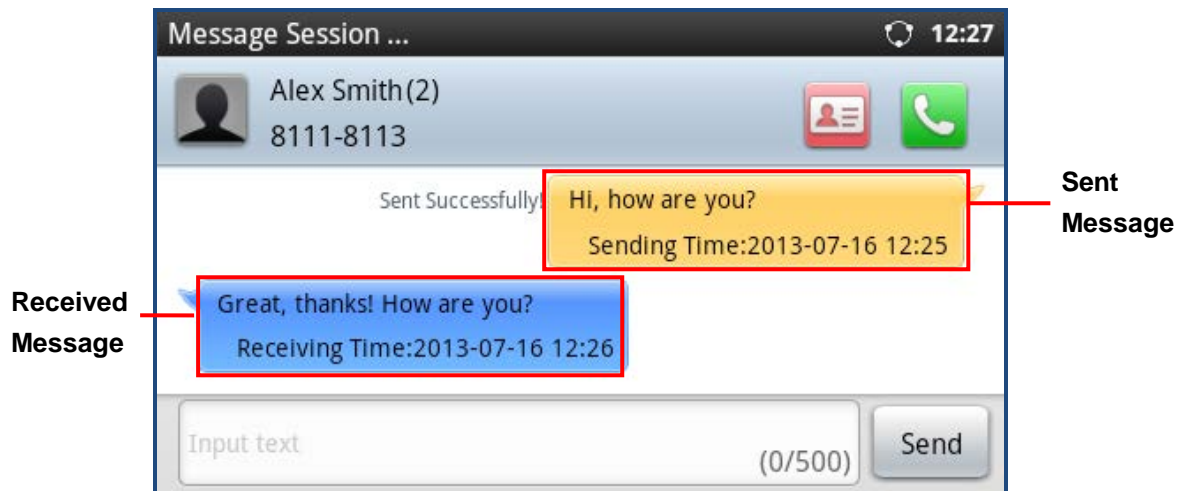 Message Session ...
12:27
Alex Smith(2)
8111-8113
Sent Successfully!
Hi, how are you?
Sending Time:2013-07-16 12:25
Sent
Message
Great, thanks! How are you?
Receiving Time:2013-07-16 12:26
Received
Message
Input text
(0/500)
Send